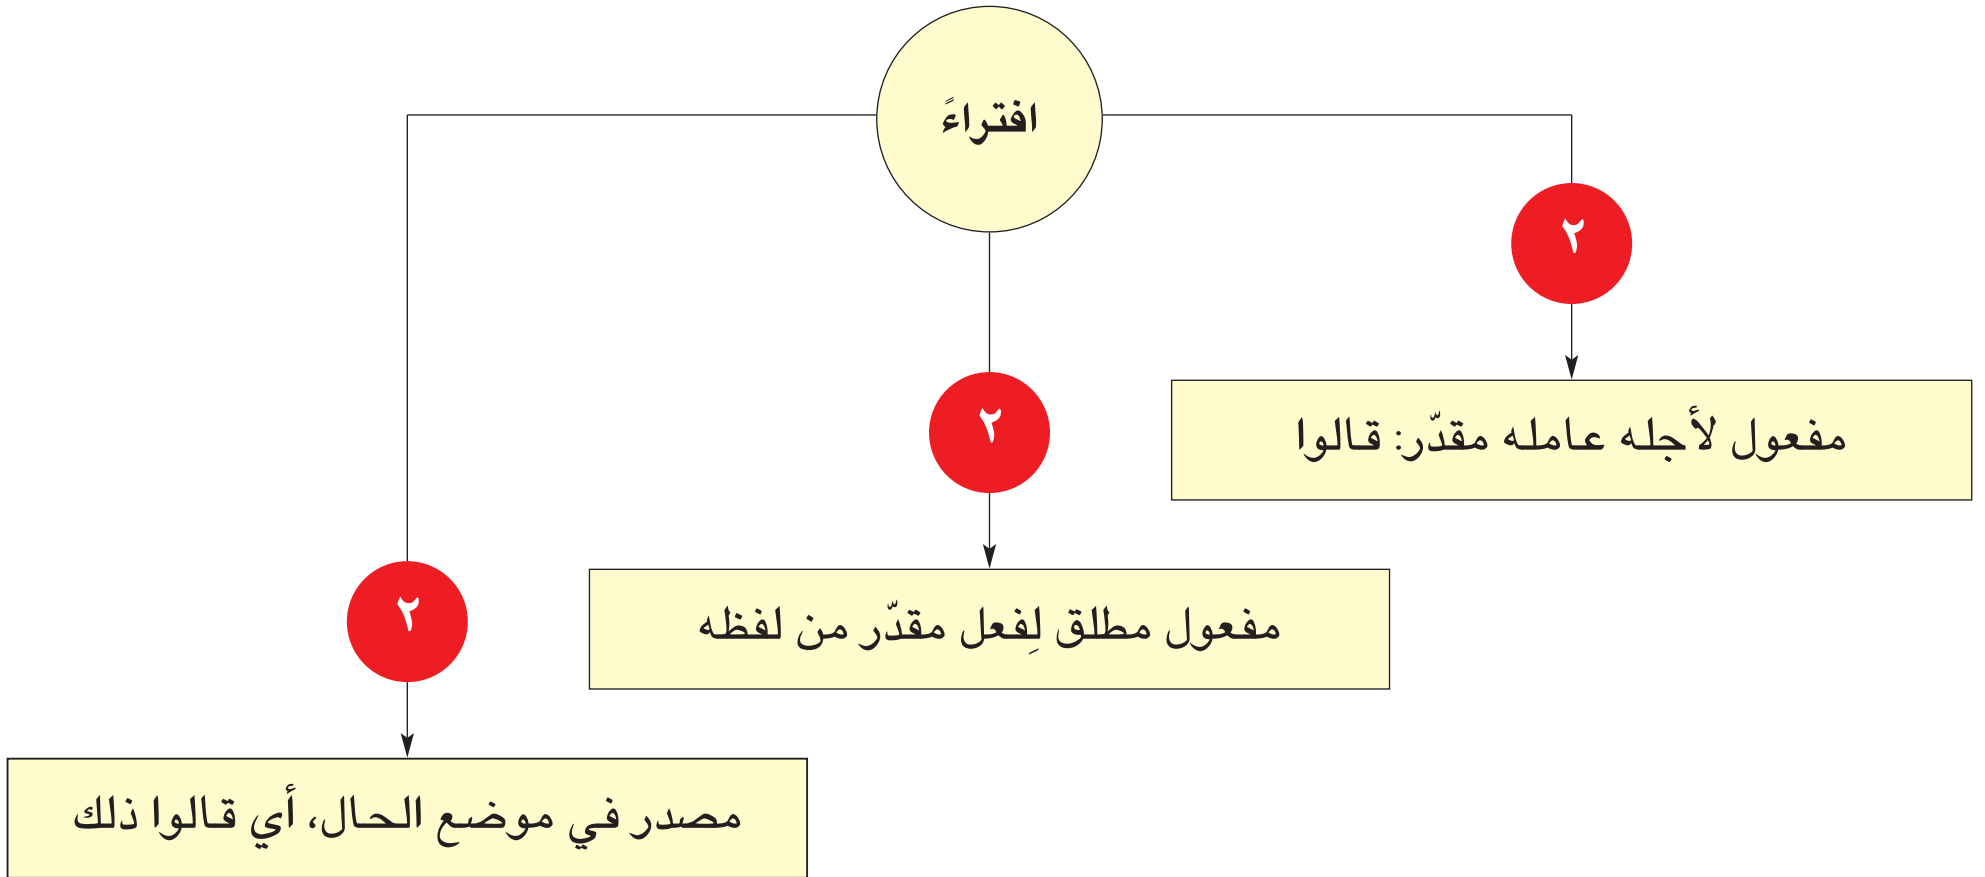 افتراءً
٢
مفعول لأجله عامله مقدّر: قالوا
٢
مفعول مطلق لِفعل مقدّر من لفظه
٢
مصدر في موضع الحال، أي قالوا ذلك